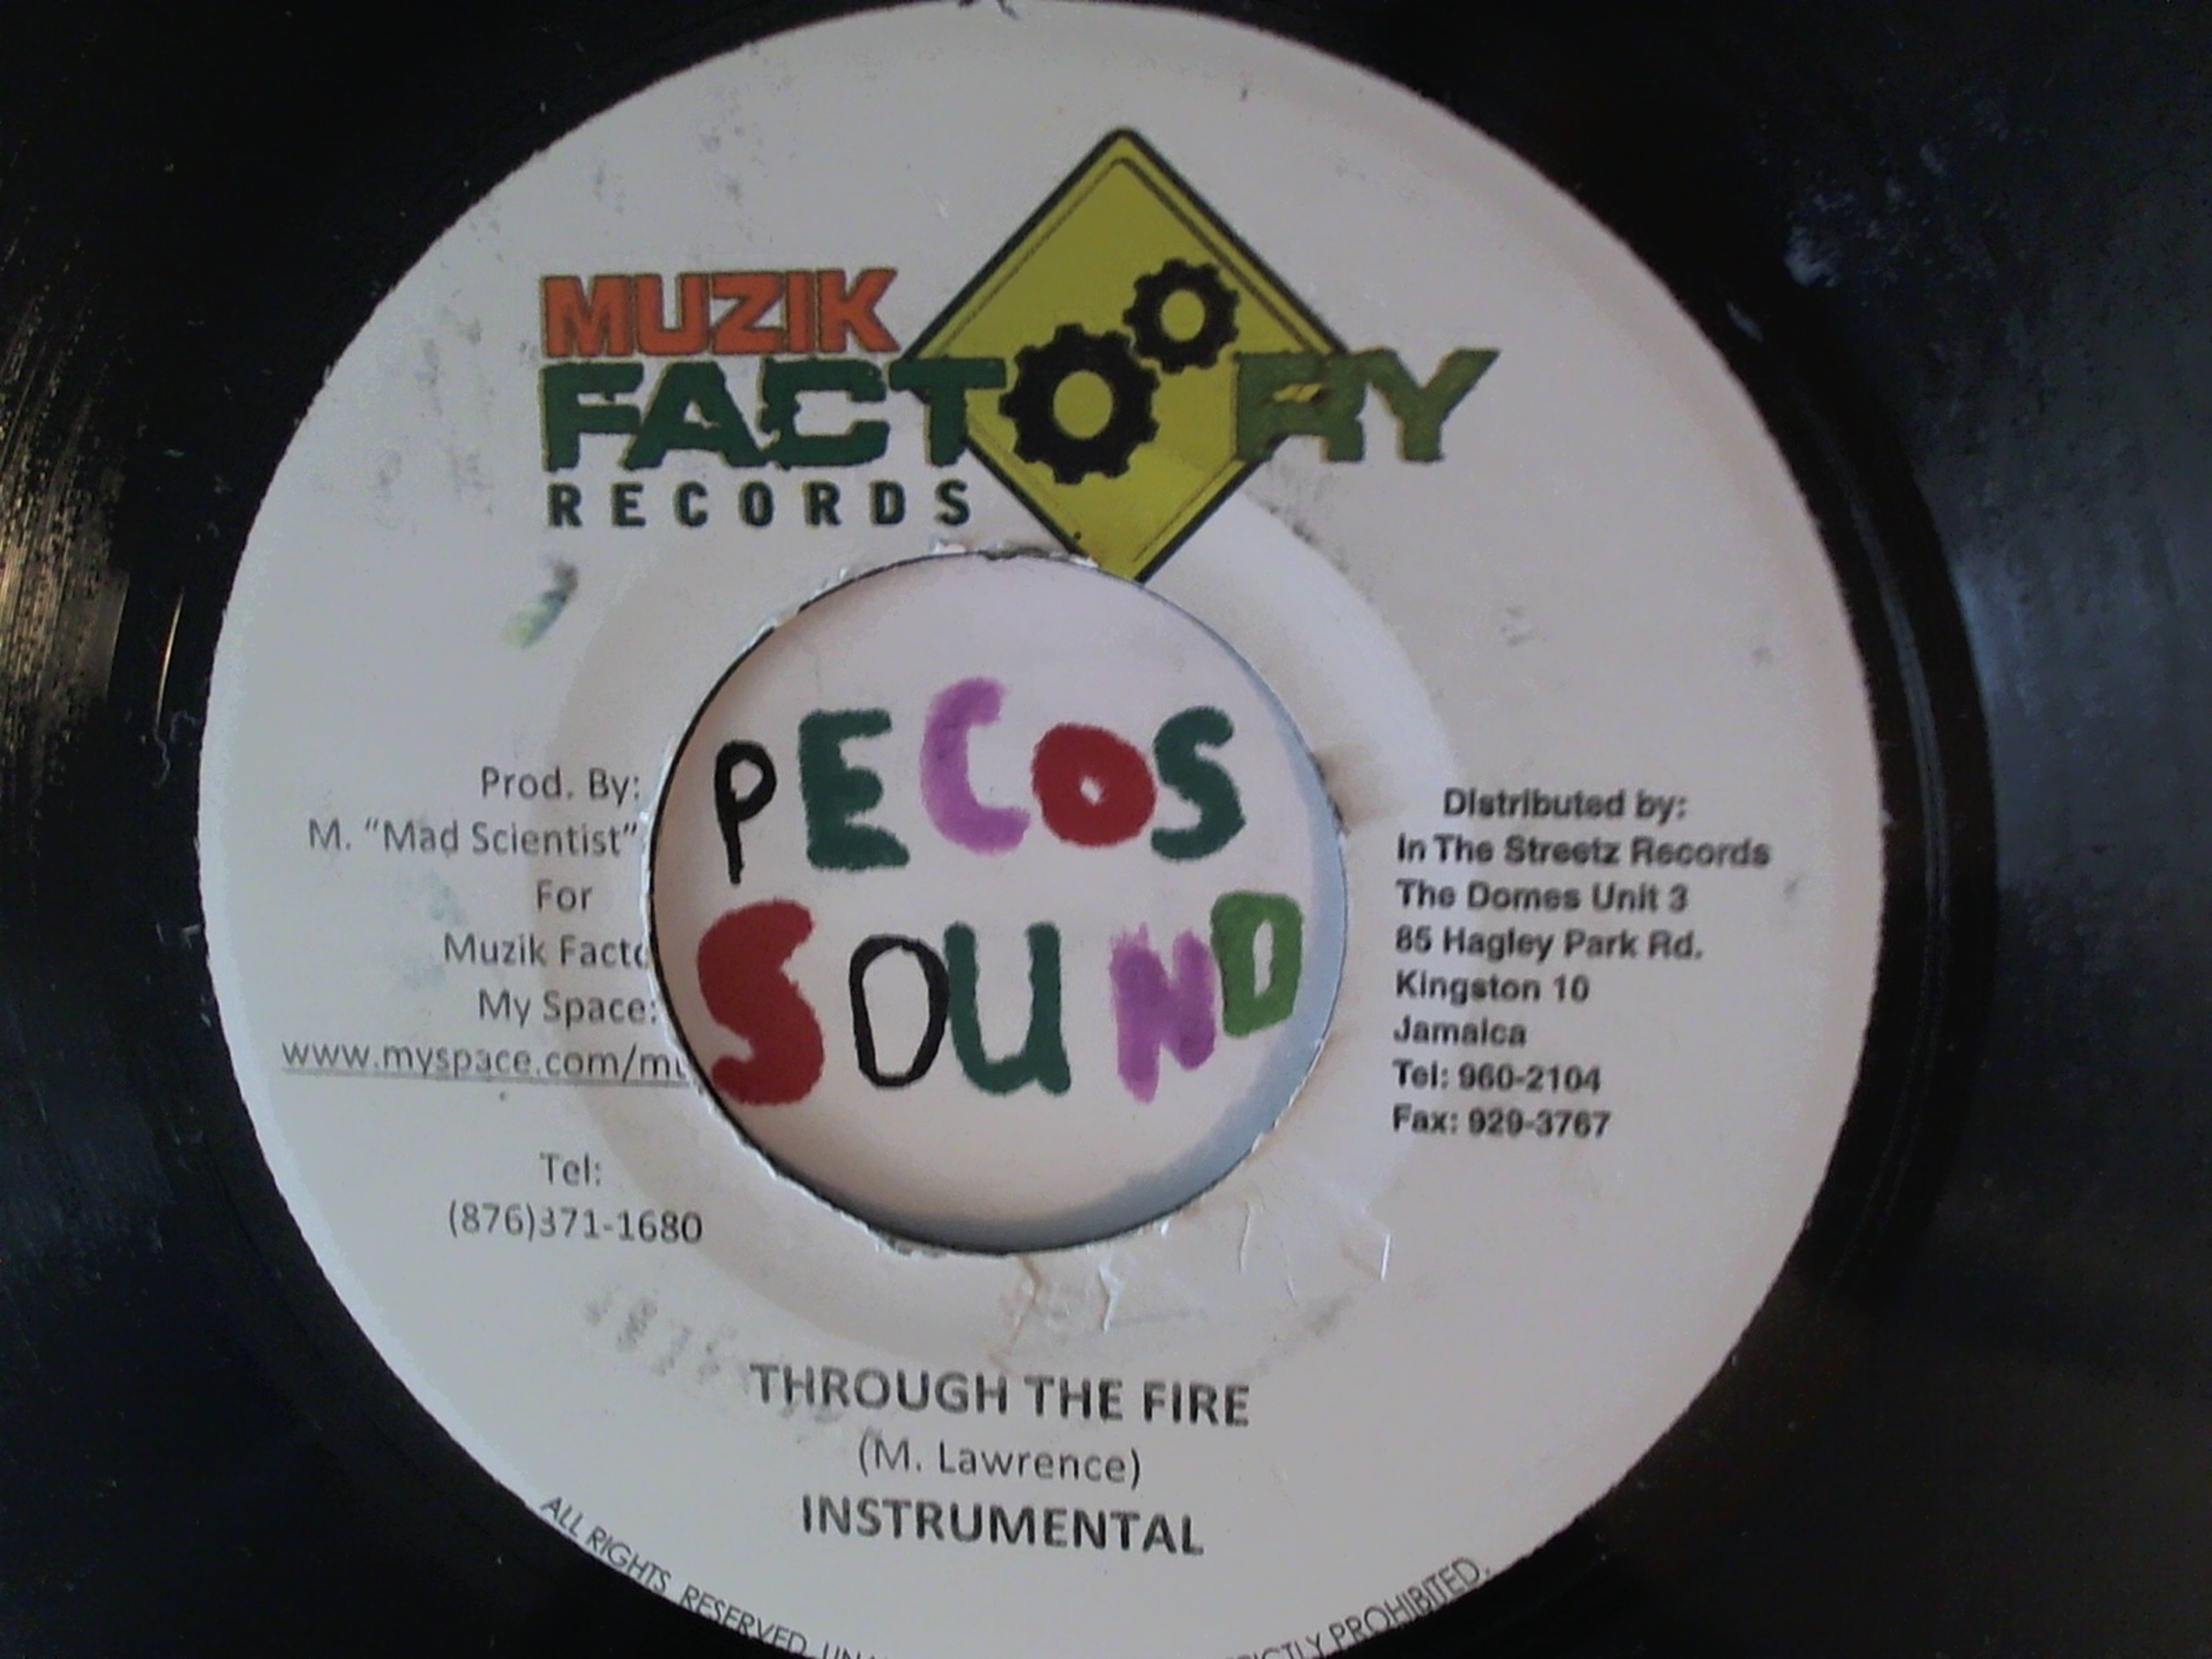 MUZIK
FACTORY
RECORDS
Prod. By:
M. "Mad Scientist"
For
Muzik Facto
My Space:
www.myspace.com/mu
Tel:
(876)371-1680
PECOS
SOUND
Distributed by:
In The Streetz Records
The Domes Unit 3
85 Hagley Park Rd.
Kingston 10
Jamaica
Tel: 960-2104
Fax: 929-3767
THROUGH THE FIRE
(M. Lawrence)
INSTRUMENTAL
ALL RIGHTS RESERVED. PROHIBITED.